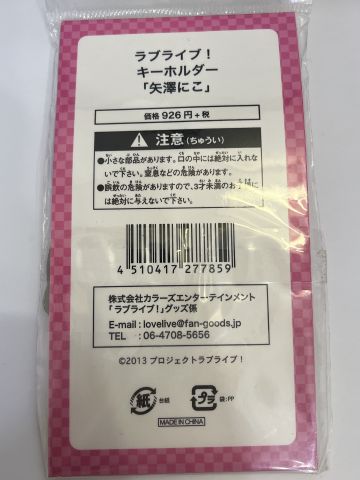 ラブライブ！
キーホルダー
「矢澤にこ」
価格 926円+税
注意（ちゅうい）
●小さな部品があります。口の中には絶対に入れな
いで下さい。窒息などの危険があります。
●誤飲の危険がありますので、3才未満のお
には絶対に与えないで下さい。
4 510417 277859
株式会社カラーズエンターテインメント
「ラブライブ！」グッズ係
E-mail : lovelive@fan-goods.jp
TEL : 06-4708-5656
©2013 プロジェクトラブライブ！
紙 台紙 プラ 袋:PP
MADE IN CHINA